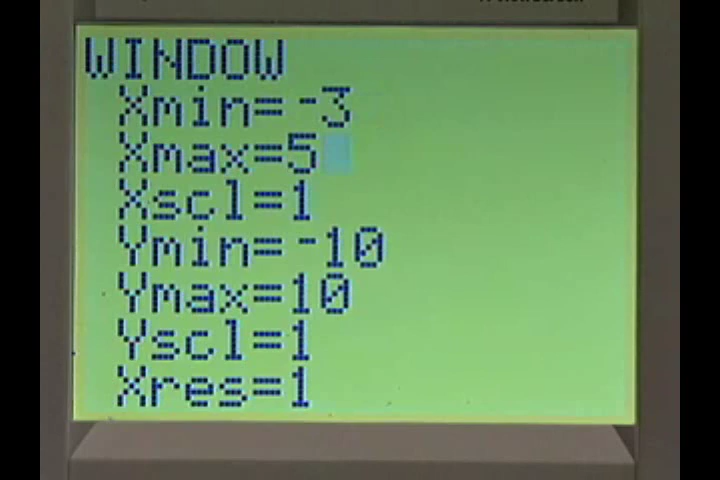 WINDOW
Xmin=-3
Xmax=5
Xscl=1
Ymin=-10
Ymax=10
Yscl=1
Xres=1